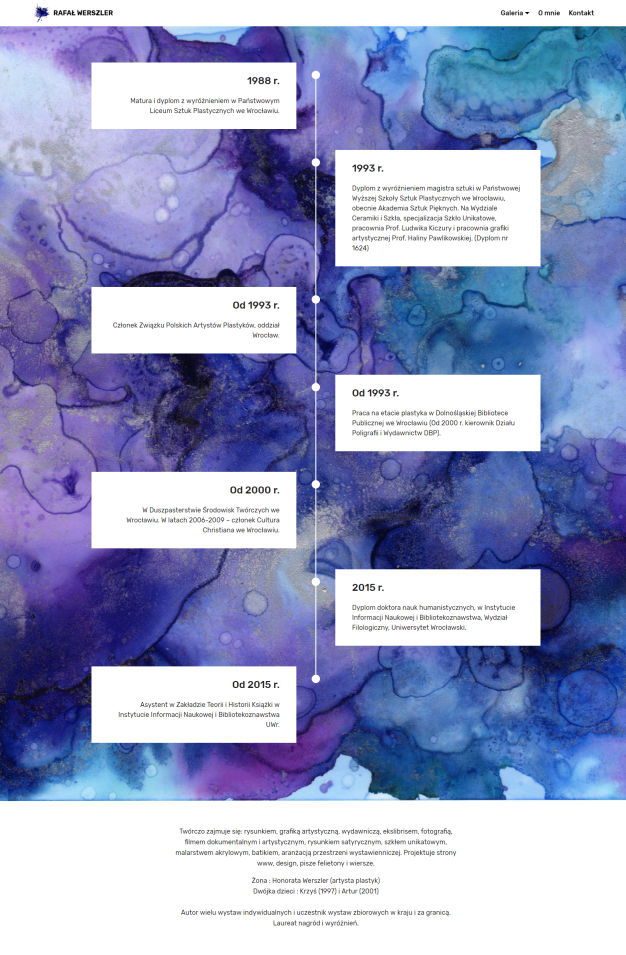 RAFAŁ WERSZLER
Galeria
O mnie
Kontakt
1988 r.
Matura i dyplom z wyróżnieniem w Państwowym
Liceum Sztuk Plastycznych we Wrocławiu.
1993 r.
Dyplom z wyróżnieniem magistra sztuki w Państwowej
Wyższej Szkoły Sztuk Plastycznych we Wrocławiu,
obecnie Akademia Sztuk Pięknych. Na Wydziale
Ceramiki i Szkła, specjalizacja Szkło Unikatowe,
pracownia Prof. Ludwika Kiczury i pracownia grafiki
artystycznej Prof. Haliny Pawlikowskiej. (Dyplom nr
1624)
Od 1993 r.
Członek Związku Polskich Artystów Plastyków, oddział
Wrocław.
Od 1993 r.
Praca na etacie plastyka w Dolnośląskiej Bibliotece
Publicznej we Wrocławiu (Od 2000 r. kierownik Działu
Poligrafii i Wydawnictw DBP).
Od 2000 r.
W Duszpasterstwie Środowisk Twórczych we
Wrocławiu. W latach 2006-2009 – członek Cultura
Christiana we Wrocławiu.
2015 r.
Dyplom doktora nauk humanistycznych, w Instytucie
Informacji Naukowej i Bibliotekoznawstwa, Wydział
Filologiczny, Uniwersytet Wrocławski.
Od 2015 r.
Asystent w Zakładzie Teorii i Historii Książki w
Instytucie Informacji Naukowej i Bibliotekoznawstwa
UWr.
Twórczo zajmuje się: rysunkiem, grafiką artystyczną, wydawniczą, ekslibrisem, fotografią,
filmem dokumentalnym i artystycznym, rysunkiem satyrycznym, szkłem unikatowym,
malarstwem akrylowym, batikiem, aranżacją przestrzeni wystawienniczej. Projektuje strony
www, design, pisze felietony i wiersze.
Żona : Honorata Werszler (artysta plastyk)
Dwójka dzieci : Krzyś (1997) i Artur (2001)
Autor wielu wystaw indywidualnych i uczestnik wystaw zbiorowych w kraju i za granicą.
Laureat nagród i wyróżnień.